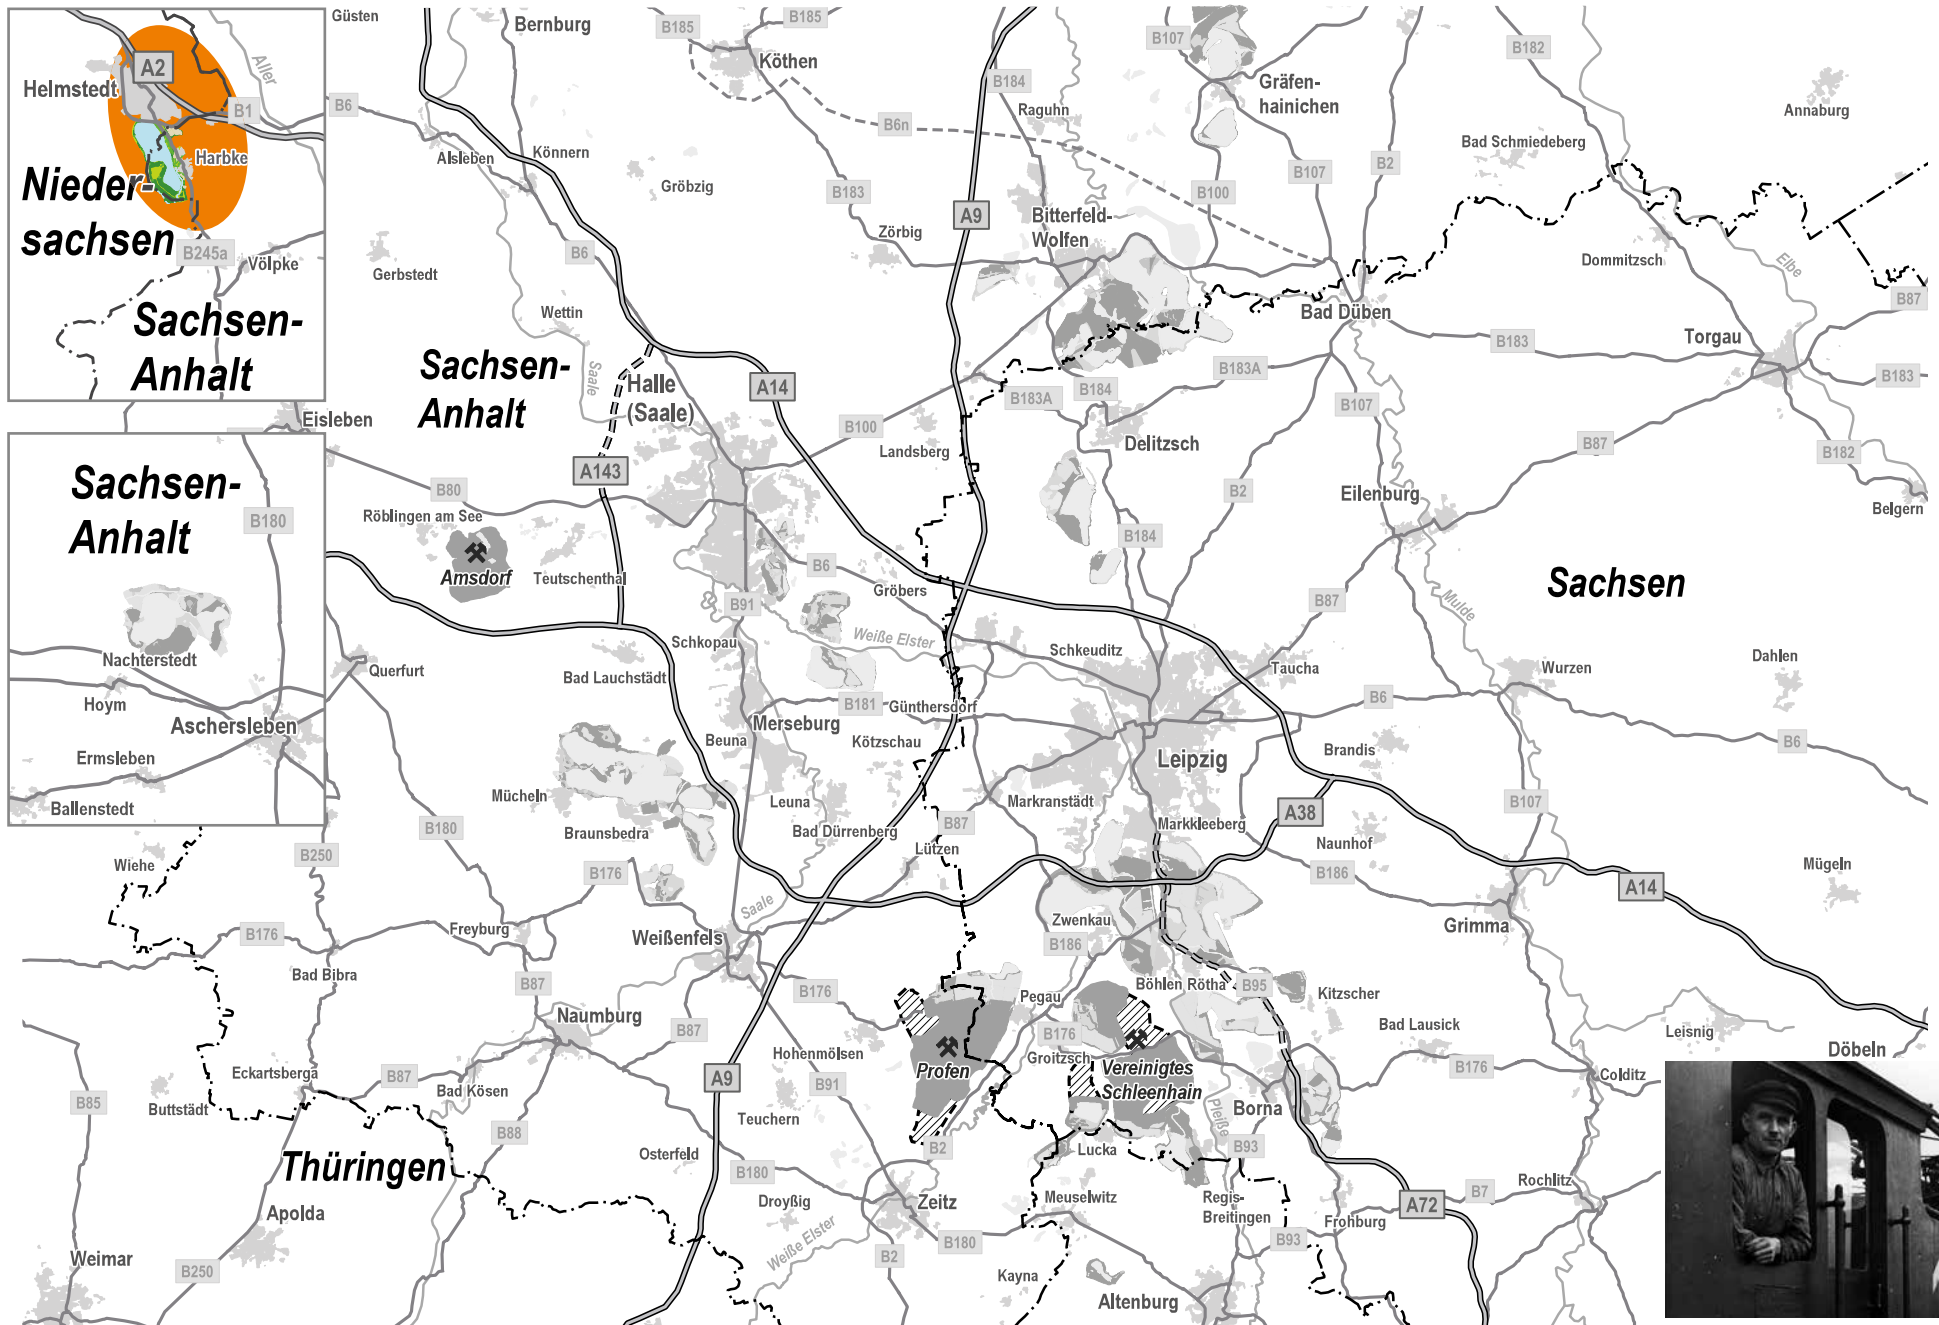 Güsten
Bernburg
B185
B185
Köthen
B107
B182
A2
Aller
Helmstedt
B1
B6
B184
Raguhn
Gräfen-
hainichen
Annaburg
B6n
Harbke
Alsleben
Könnern
Gröbzig
B183
B2
B107
B100
Bad Schmiedeberg
Nieder-
sachsen
A9
Bitterfeld-
Wolfen
Zörbig
B245a
Völpke
Gerbstedt
B6
Dommitzsch
Elbe
B87
Sachsen-
Anhalt
Wettin
Saale
Bad Düben
B183
Torgau
B183
Sachsen-
Anhalt
Halle
(Saale)
A14
B183A
B184
B183A
B107
Eisleben
B100
Landsberg
Delitzsch
B87
B182
Sachsen-
Anhalt
B180
A143
B80
B2
Eilenburg
Belgern
Röblingen am See
Amsdorf
Teutschenthal
B184
B6
Gröbers
B91
B87
Mulde
Sachsen
Schkopau
Weiße Elster
Schkeuditz
Taucha
Wurzen
Dahlen
Nachterstedt
Querfurt
Bad Lauchstädt
Hoym
Aschersleben
B181
Günthersdorf
B6
Merseburg
Beuna
Kötzschau
Leipzig
Brandis
B6
Ermsleben
Ballenstedt
Mücheln
Leuna
Markranstädt
B107
A38
Braunsbedra
Bad Dürrenberg
B87
Markkleeberg
Naunhof
B180
Lützen
B250
Wiehe
B176
B186
A14
Mügeln
Saale
Zwenkau
Grimma
B176
Freyburg
Weißenfels
B186
Bad Bibra
B87
B176
Pegau
Böhlen
Rötha
B95
Kitzscher
Naumburg
B87
B176
Bad Lausick
Leisnig
Döbeln
Hohenmölsen
Profen
Groitzsch
Vereinigtes
Schleenhain
B176
Colditz
Eckartsberga
B87
Bad Kösen
A9
B91
B85
Buttstädt
Teuchern
Pleiße
Borna
B88
B2
B93
Lucka
Thüringen
Osterfeld
B180
Rochlitz
Droyßig
Zeitz
Meuselwitz
Regis-
Breitingen
A72
B7
Apolda
Frohburg
Weiße Elster
B180
B93
Weimar
B250
B2
Kayna
Altenburg